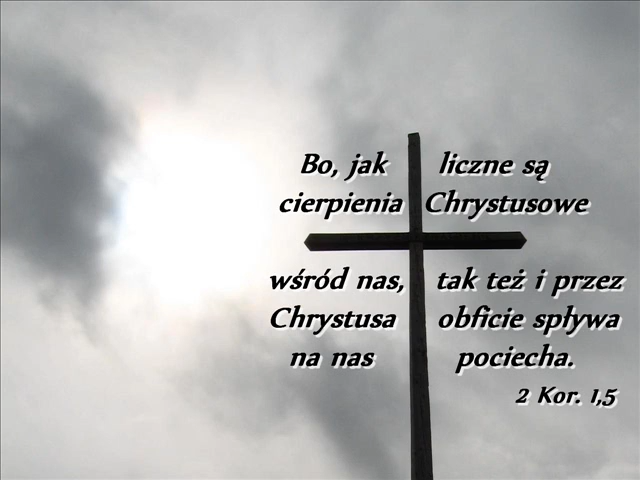 Bo, jak liczne są
cierpienia Chrystusowe
wśród nas, tak też i przez
Chrystusa obficie spływa
na nas pociecha.
2 Kor. 1,5